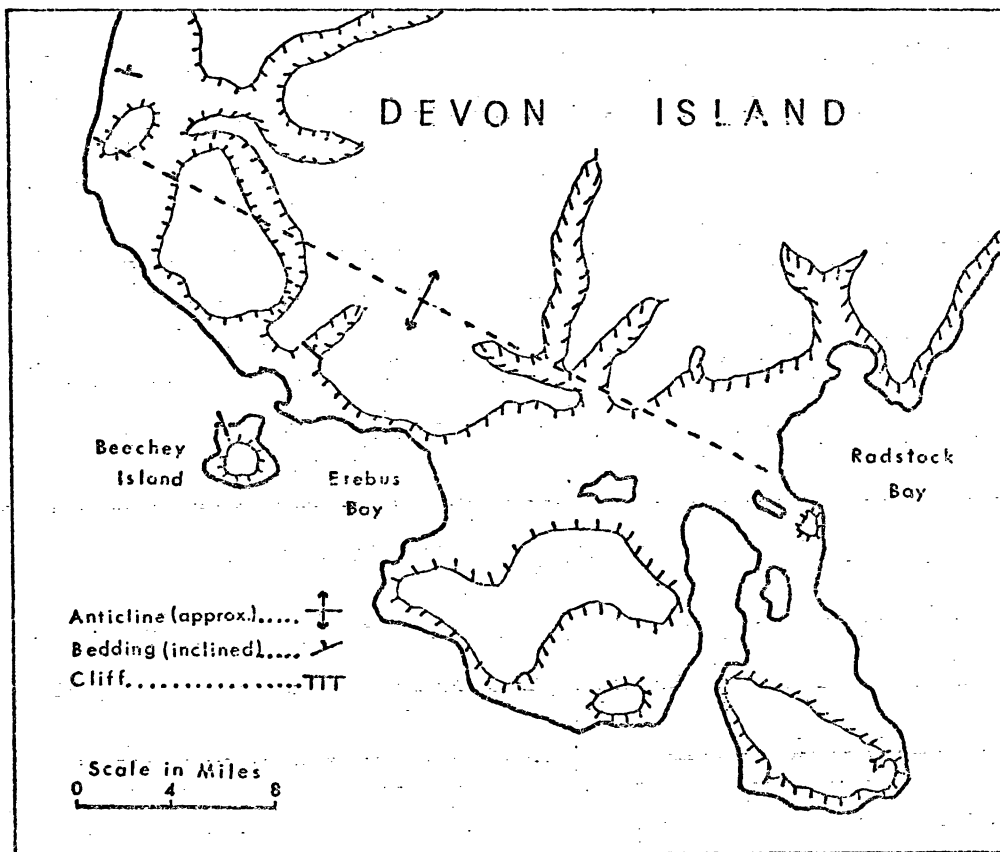 DEVON ISLAND
Beechey
Island
Erebus
Bay
Radstock
Bay
Anticline (approx.).....
Bedding (inclined).....
Cliff................
Scale in Miles
0 4 8